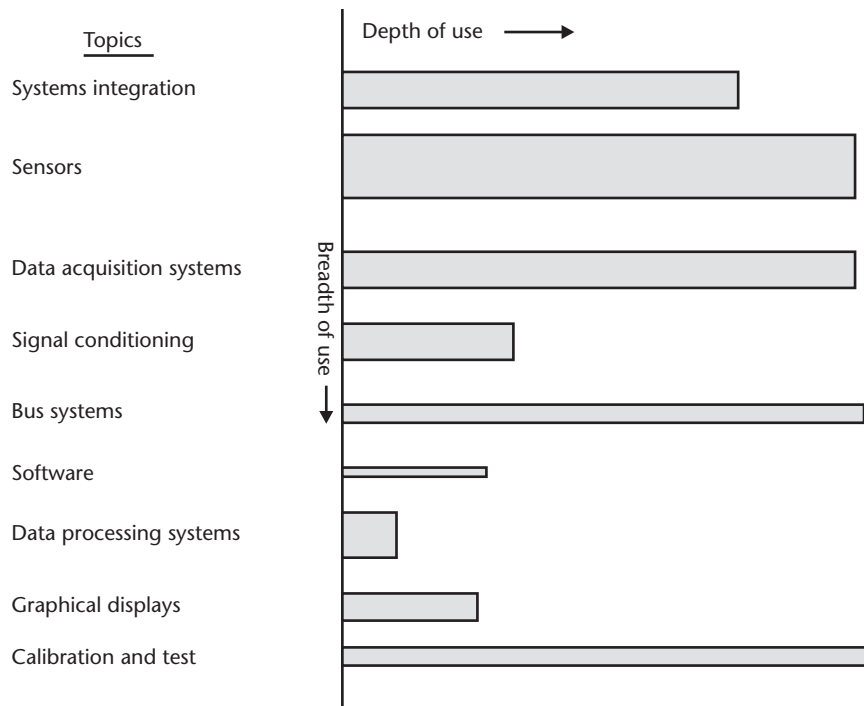 Topics
Depth of use
Systems integration
Sensors
Data acquisition systems
Breadth of use
Signal conditioning
Bus systems
Software
Data processing systems
Graphical displays
Calibration and test